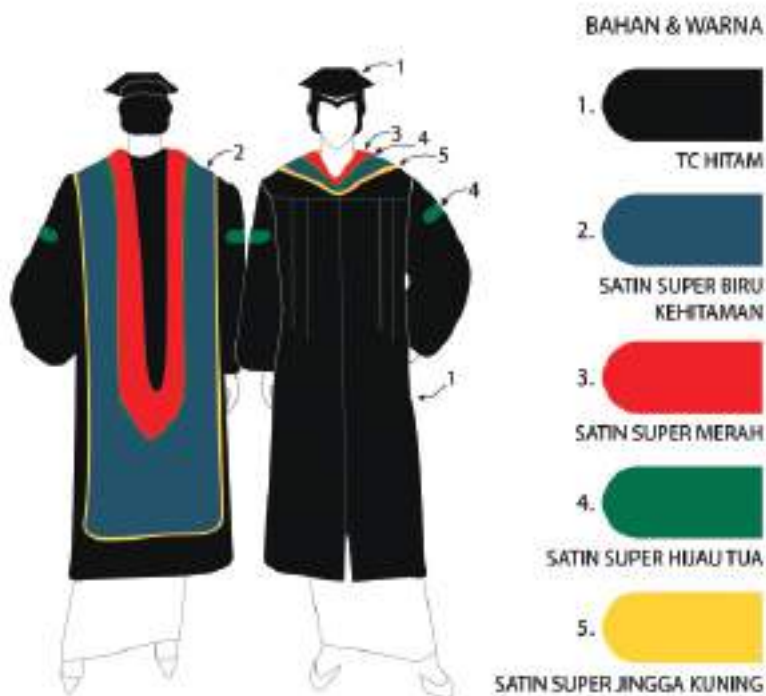 BAHAN & WARNA
1.
TC HITAM
2.
SATIN SUPER BIRU
KEHITAMAN
3.
SATIN SUPER MERAH
4.
SATIN SUPER HIJAU TUA
5.
SATIN SUPER JINGGA KUNING
1
2
3
4
5
4
1